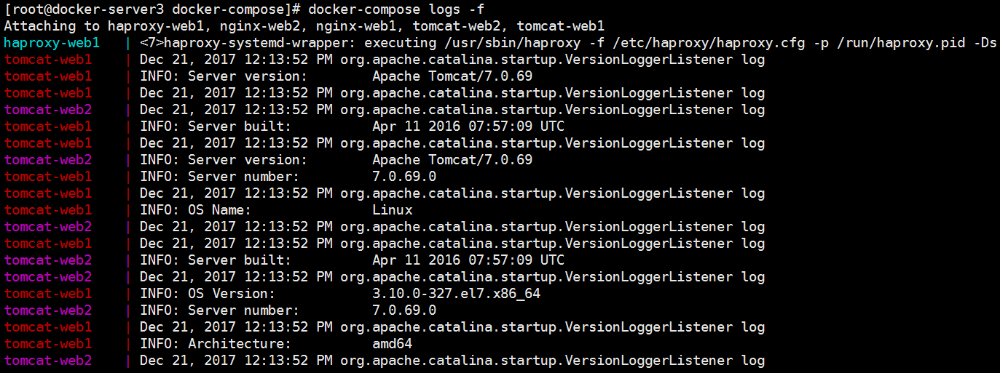 [root@docker-server3 docker-compose]# docker-compose logs -f
Attaching to haproxy-web1, nginx-web2, nginx-web1, tomcat-web2, tomcat-web1
haproxy-web1   | <7>haproxy-systemd-wrapper: executing /usr/sbin/haproxy -f /etc/haproxy/haproxy.cfg -p /run/haproxy.pid -Ds
tomcat-web1    | Dec 21, 2017 12:13:52 PM org.apache.catalina.startup.VersionLoggerListener log
tomcat-web1    | INFO: Server version:        Apache Tomcat/7.0.69
tomcat-web1    | Dec 21, 2017 12:13:52 PM org.apache.catalina.startup.VersionLoggerListener log
tomcat-web2    | Dec 21, 2017 12:13:52 PM org.apache.catalina.startup.VersionLoggerListener log
tomcat-web1    | INFO: Server built:          Apr 11 2016 07:57:09 UTC
tomcat-web1    | Dec 21, 2017 12:13:52 PM org.apache.catalina.startup.VersionLoggerListener log
tomcat-web2    | INFO: Server version:        Apache Tomcat/7.0.69
tomcat-web1    | INFO: Server number:         7.0.69.0
tomcat-web1    | Dec 21, 2017 12:13:52 PM org.apache.catalina.startup.VersionLoggerListener log
tomcat-web1    | INFO: OS Name:               Linux
tomcat-web2    | Dec 21, 2017 12:13:52 PM org.apache.catalina.startup.VersionLoggerListener log
tomcat-web1    | Dec 21, 2017 12:13:52 PM org.apache.catalina.startup.VersionLoggerListener log
tomcat-web2    | INFO: Server built:          Apr 11 2016 07:57:09 UTC
tomcat-web2    | Dec 21, 2017 12:13:52 PM org.apache.catalina.startup.VersionLoggerListener log
tomcat-web1    | INFO: OS Version:            3.10.0-327.el7.x86_64
tomcat-web2    | INFO: Server number:         7.0.69.0
tomcat-web1    | Dec 21, 2017 12:13:52 PM org.apache.catalina.startup.VersionLoggerListener log
tomcat-web1    | INFO: Architecture:          amd64
tomcat-web2    | Dec 21, 2017 12:13:52 PM org.apache.catalina.startup.VersionLoggerListener log